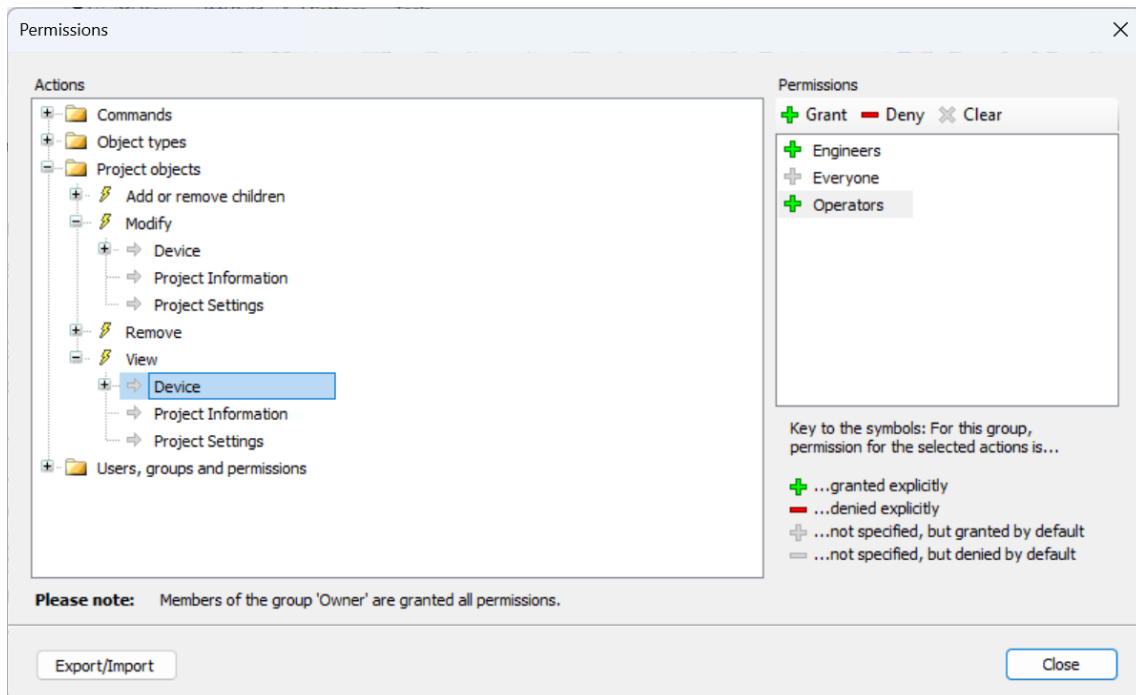 Permissions
Actions
Commands
Object types
Project objects
Add or remove children
Modify
Device
Project Information
Project Settings
Remove
View
Device
Project Information
Project Settings
Users, groups and permissions
Permissions
Grant Deny Clear
Engineers
Everyone
Operators
Key to the symbols: For this group,
permission for the selected actions is...
...granted explicitly
...denied explicitly
...not specified, but granted by default
...not specified, but denied by default
Please note: Members of the group 'Owner' are granted all permissions.
Export/Import
Close